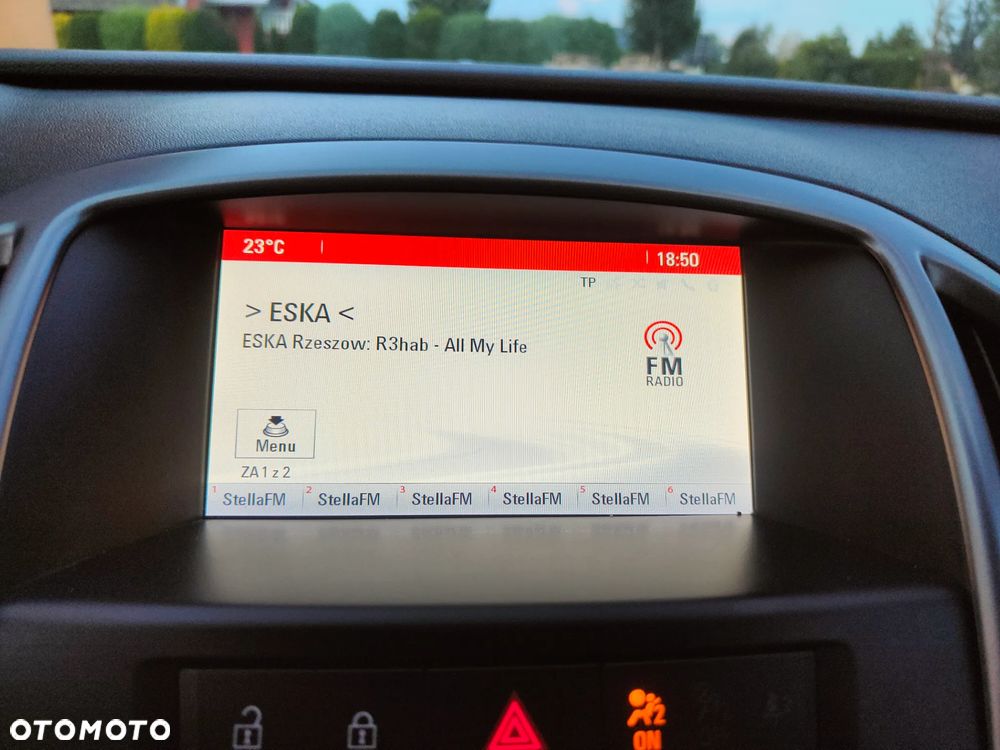 23°C
18:50
TP
> ESKA <
ESKA Rzeszow: R3hab - All My Life
FM
RADIO
Menu
ZA 1 z 2
1 StellaFM 2 StellaFM 3 StellaFM 4 StellaFM 5 StellaFM 6 StellaFM
2
ON
OTOMOTO